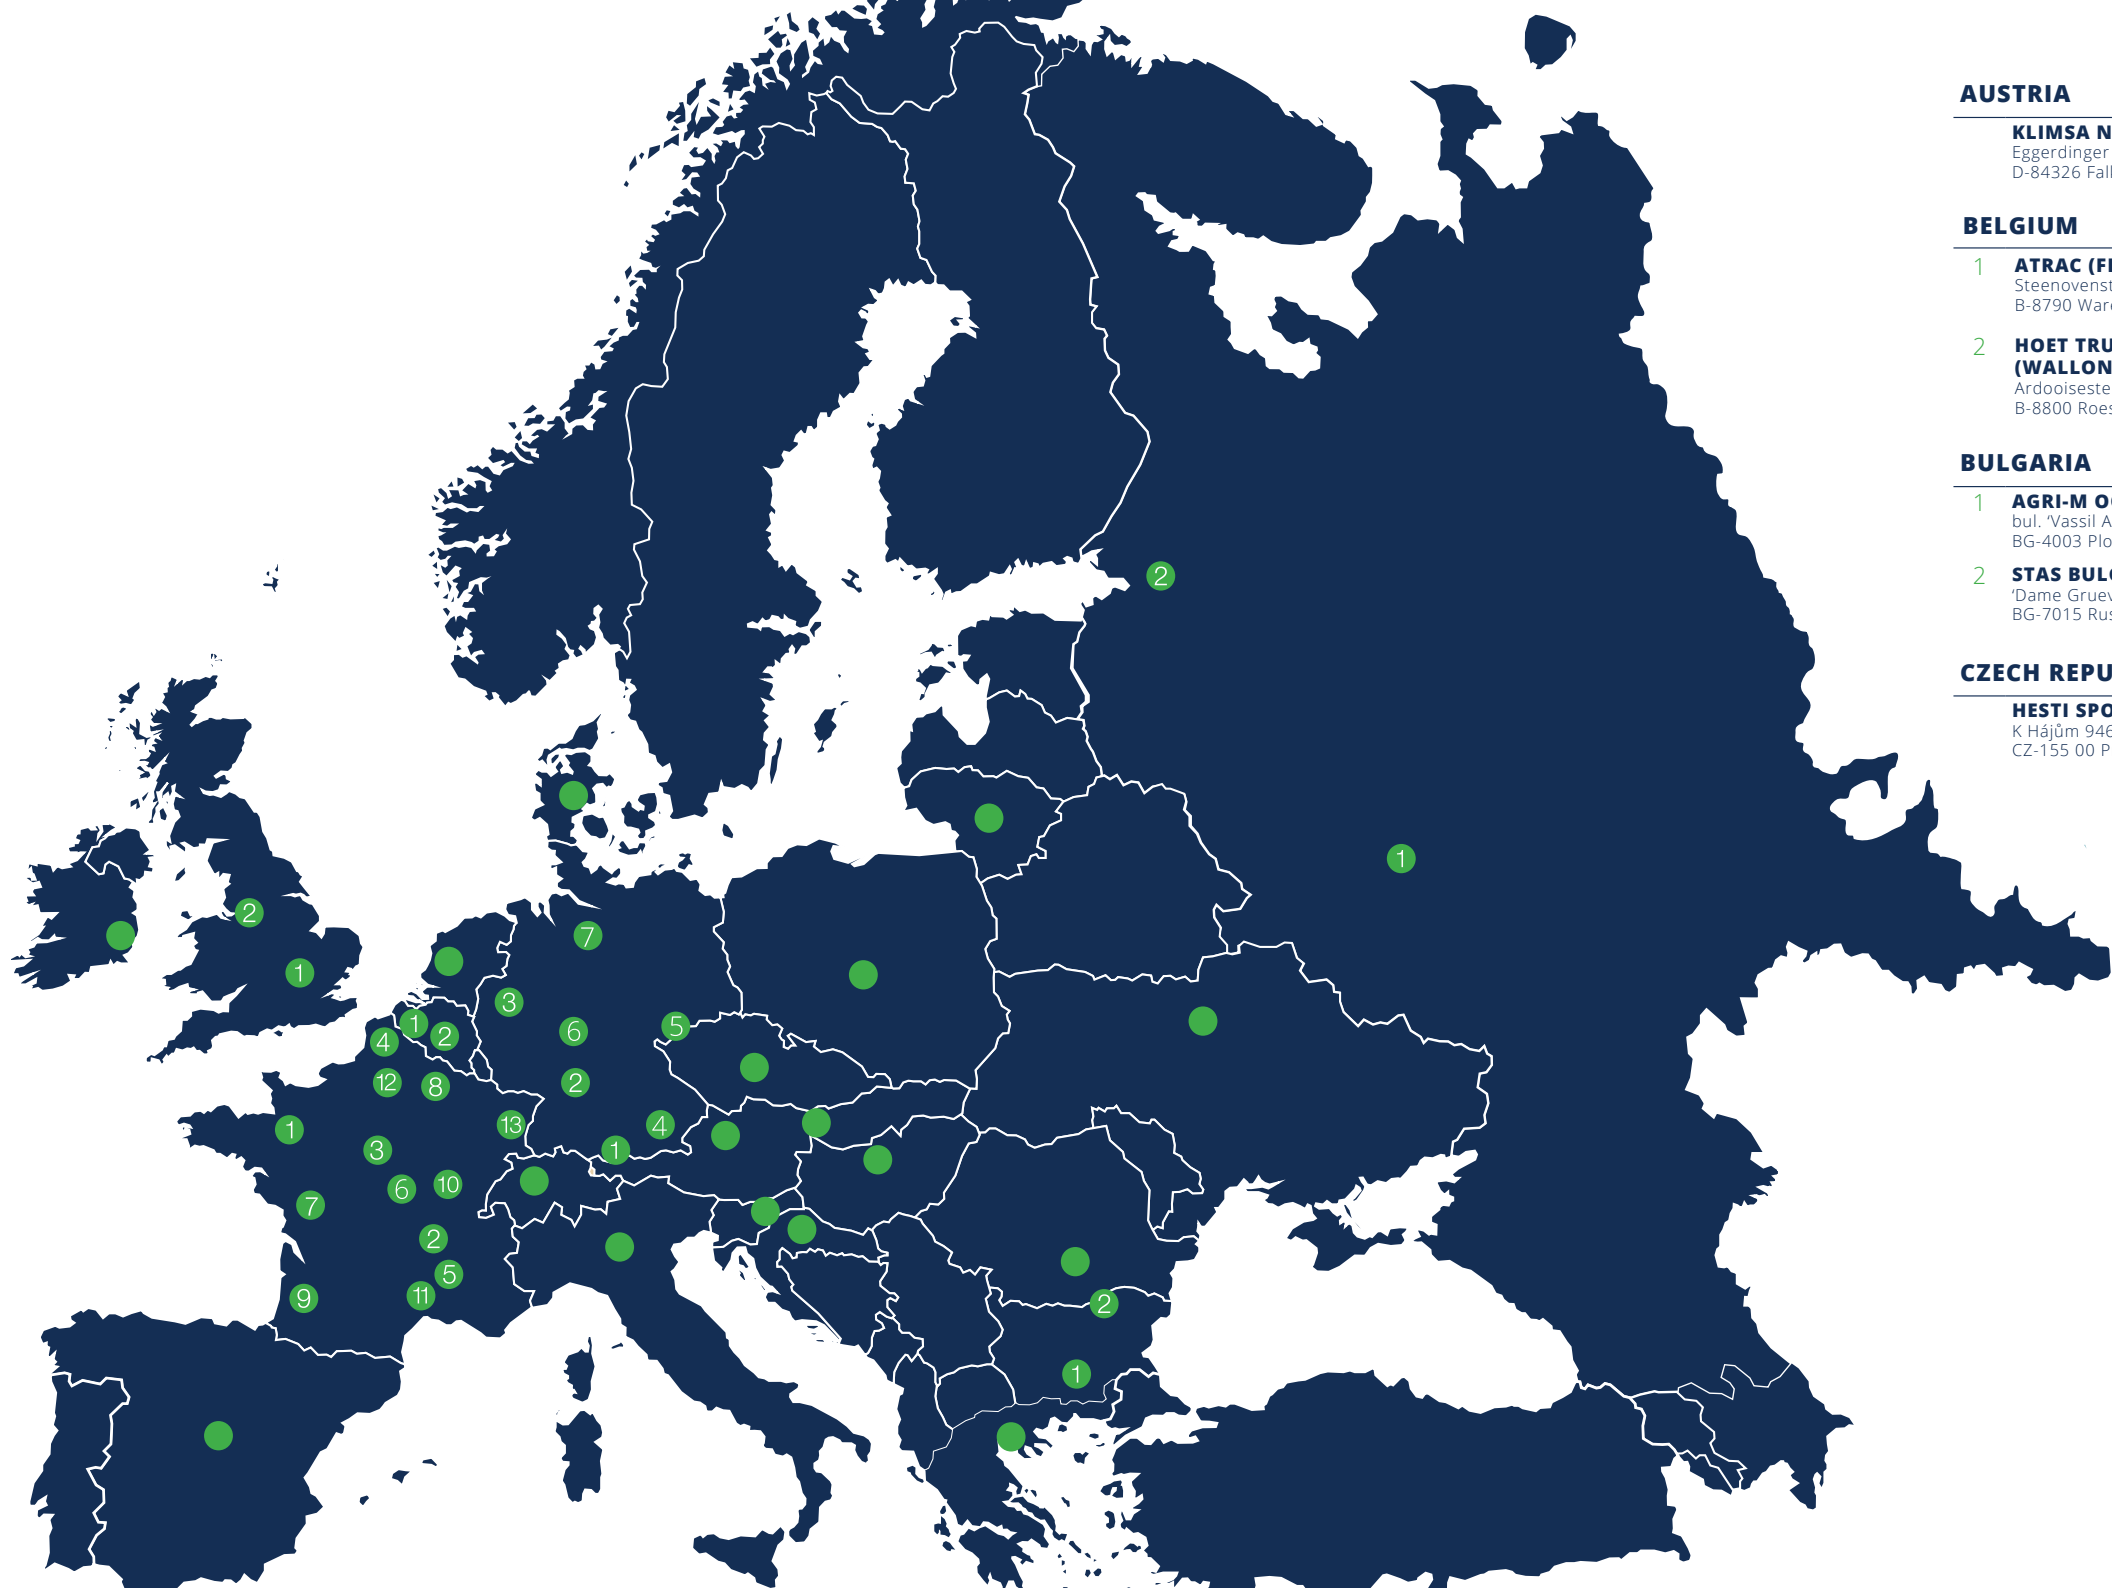 2
1
2
7
1
3
1
5
6
2
4
12
2
8
13
4
1
1
3
10
6
7
2
5
11
9
2
1
AUSTRIA
KLIMSA N
Eggerdinger
D-84326 Fall
BELGIUM
1 ATRAC (F
Steenovenst
B-8790 Ware
2 HOET TRU
(WALLON
Ardooiseste
B-8800 Roes
BULGARIA
1 AGRI-M O
bul. ‘Vassil A
BG-4003 Plo
2 STAS BUL
‘Dame Gruev
BG-7015 Rus
CZECH REPU
HESTI SPO
K Hájům 946
CZ-155 00 P